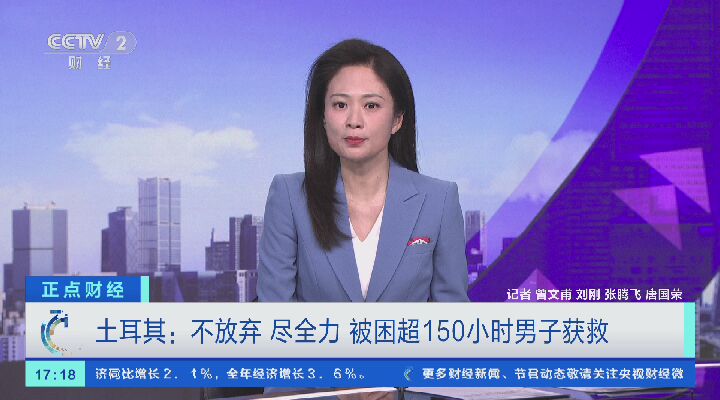 CCTV 2
财 经
正点财经
记者 曾文甫 刘刚 张腾飞 唐国荣
土耳其：不放弃 尽全力 被困超150小时男子获救
17:18 济同比增长2．1%，全年经济增长3．6%。 更多财经新闻、节目动态敬请关注央视财经微